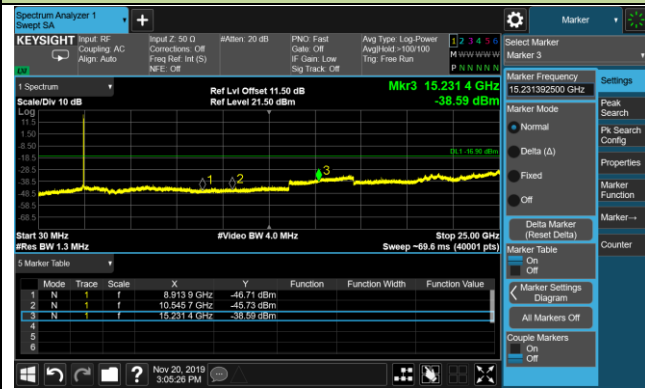 Spectrum Analyzer 1
Swept SA
+
Marker
KEYSIGHT
Input: RF
Coupling: AC
Align: Auto
Input Z: 50 Ω
Corrections: Off
Freq Ref: Int (S)
NFE: Off
#Atten: 20 dB
PNO: Fast
Gate: Off
IF Gain: Low
Sig Track: Off
Avg Type: Log-Power
Avg|Hold:>100/100
Trig: Free Run
1 2 3 4 5 6
M W W W W W
P N N N N N
LW
Select Marker
Marker 3
1 Spectrum
Scale/Div 10 dB
Ref Lvl Offset 11.50 dB
Ref Level 21.50 dBm
Mkr3 15.231 4 GHz
-38.59 dBm
Log
11.5
1.50
-8.50
-18.5
-28.5
-38.5
-48.5
-58.5
-68.5
DL1 -16.90 dBm
1
2
3
Start 30 MHz
#Res BW 1.3 MHz
#Video BW 4.0 MHz
Stop 25.00 GHz
Sweep ~69.6 ms (40001 pts)
5 Marker Table
Mode Trace Scale X Y Function Function Width Function Value
1 N 1 f 8.913 9 GHz -46.71 dBm
2 N 1 f 10.545 7 GHz -45.73 dBm
3 N 1 f 15.231 4 GHz -38.59 dBm
4
5
6
Marker Frequency
15.231392500 GHz
Marker Mode
Normal
Delta (Δ)
Fixed
Off
Delta Marker
(Reset Delta)
Marker Table
On
Off
Marker Settings
Diagram
All Markers Off
Couple Markers
On
Off
Settings
Peak
Search
Pk Search
Config
Properties
Marker
Function
Marker→
Counter
?
Nov 20, 2019
3:05:26 PM